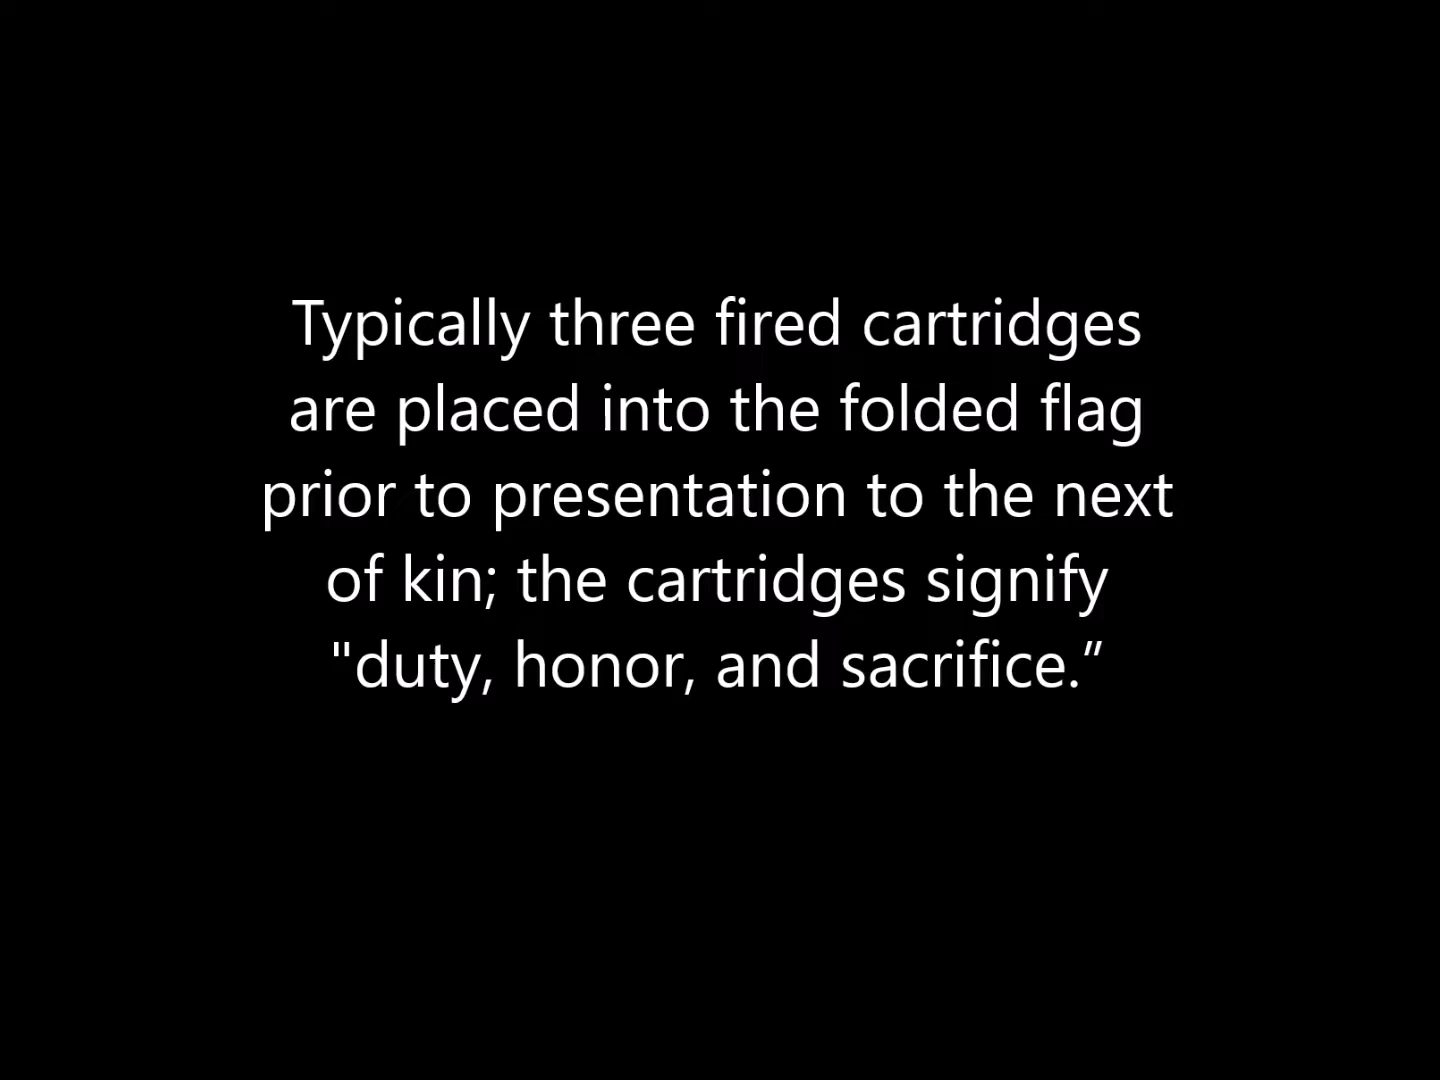 Typically three fired cartridges
are placed into the folded flag
prior to presentation to the next
of kin; the cartridges signify
"duty, honor, and sacrifice.”